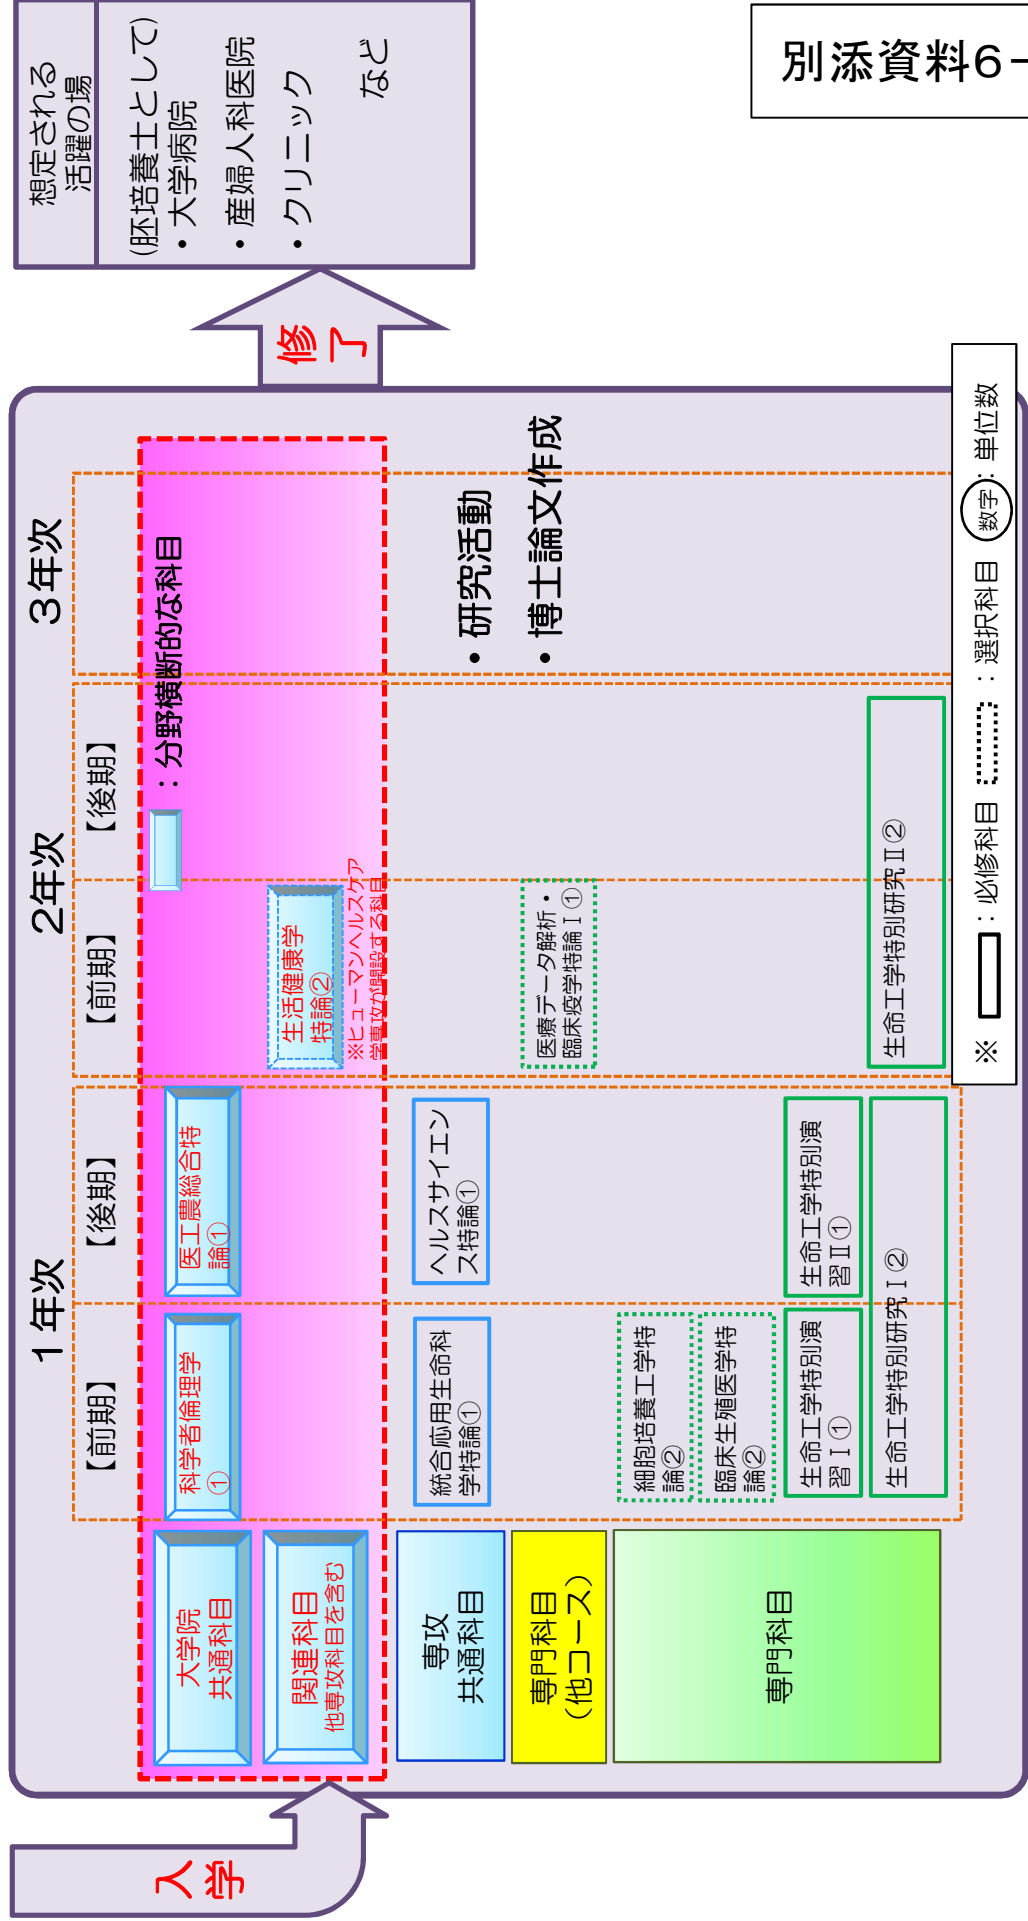 別添資料6-
入
学
1年次
2年次
3年次
【前期】
【後期】
【前期】
【後期】
：分野横断的な科目
大学院
共通科目
科学者倫理学
①
医工農総合特
論①
関連科目
他専攻科目を含む
生活健康学
特論②
※ヒューマンヘルスケア
学専攻が開設する科目
専攻
共通科目
統合応用生命科
学特論①
ヘルスサイエン
ス特論①
・研究活動
・博士論文作成
専門科目
(他コース)
医療データ解析・
臨床疫学特論Ⅰ①
専門科目
細胞培養工学特
論②
臨床生殖医学特
論②
生命工学特別演
習Ⅰ①
生命工学特別演
習Ⅱ①
生命工学特別研究Ⅰ②
生命工学特別研究Ⅱ②
※ ：必修科目 ：選択科目 数字：単位数
修
了
想定される
活躍の場
(胚培養士として)
・大学病院
・産婦人科医院
・クリニック
など